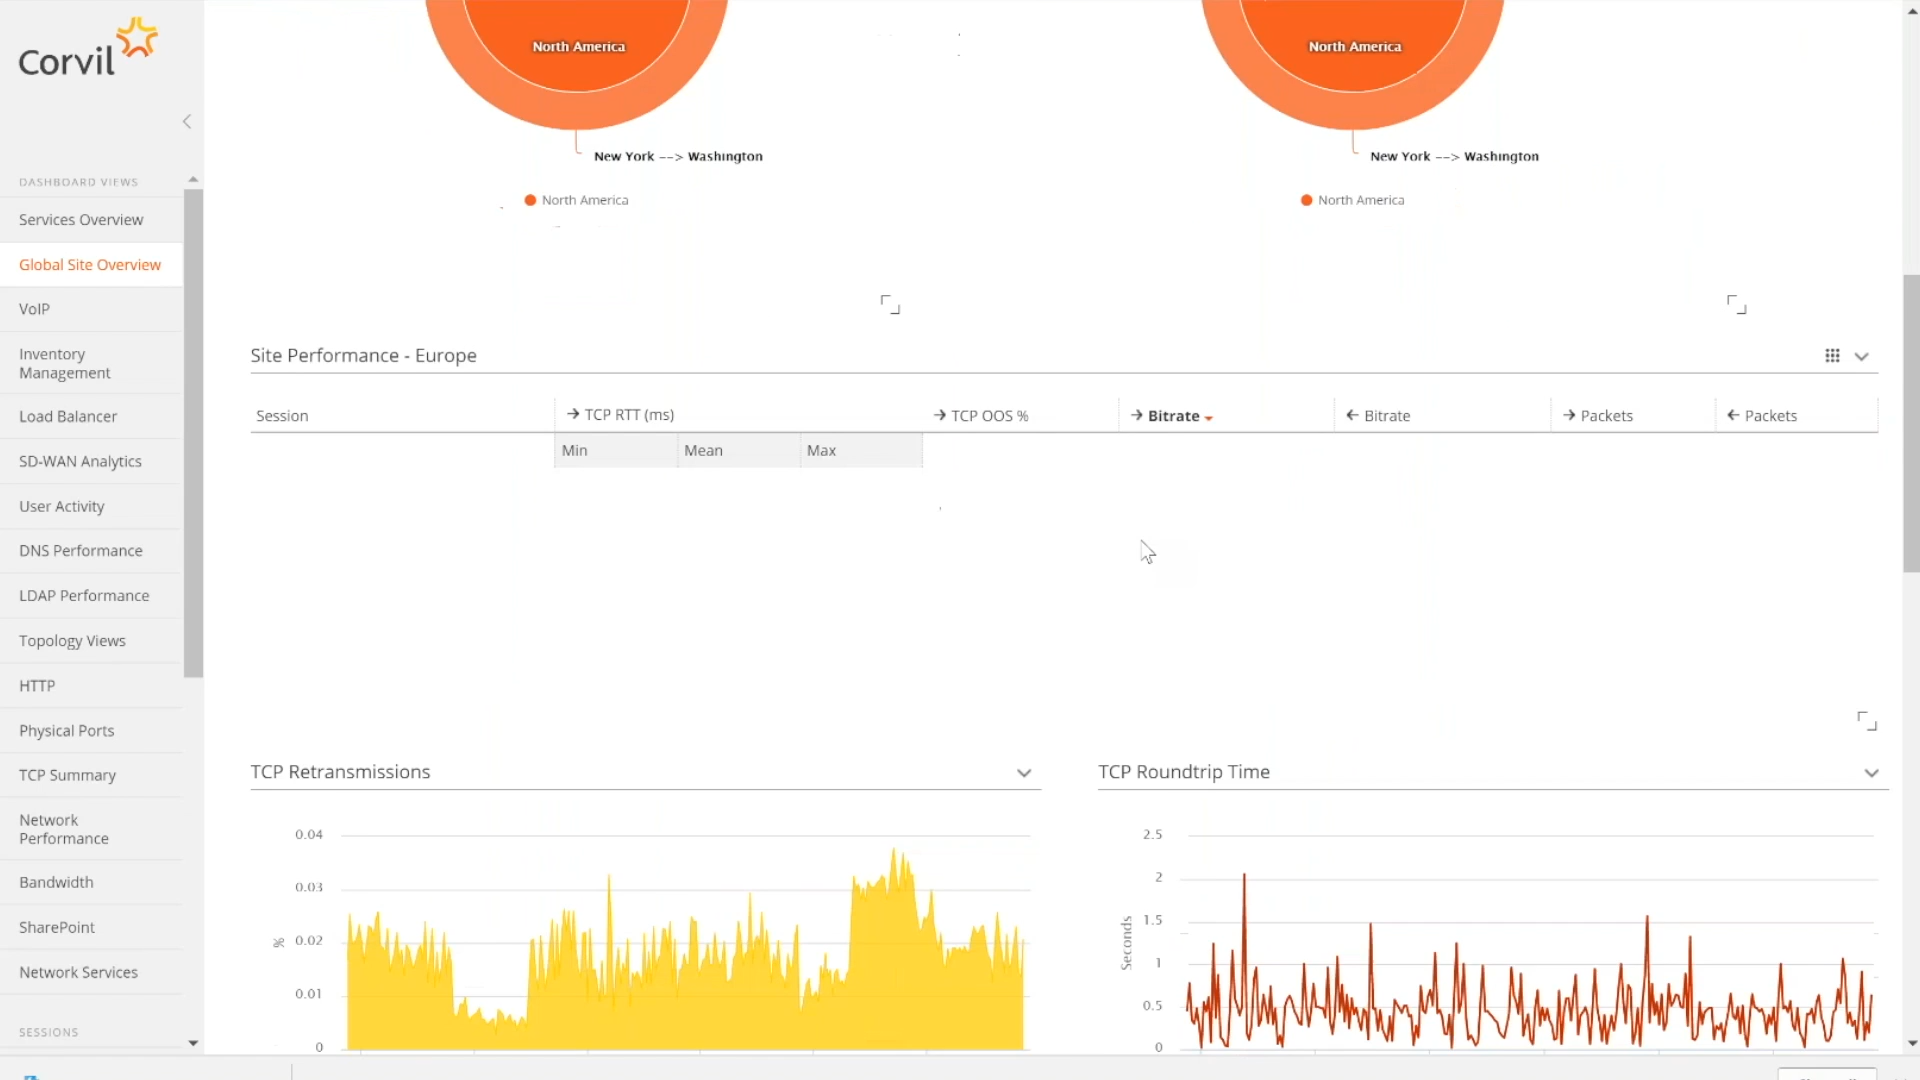 Corvil
DASHBOARD VIEWS
Services Overview
Global Site Overview
VoIP
Inventory
Management
Load Balancer
SD-WAN Analytics
User Activity
DNS Performance
LDAP Performance
Topology Views
HTTP
Physical Ports
TCP Summary
Network
Performance
Bandwidth
SharePoint
Network Services
SESSIONS
North America
New York --> Washington
North America
North America
New York --> Washington
North America
Site Performance - Europe
Session → TCP RTT (ms) → TCP OOS % → Bitrate ← Bitrate → Packets ← Packets
Min Mean Max
TCP Retransmissions
0.04
0.03
0.02
0.01
0
%
TCP Roundtrip Time
2.5
2
1.5
1
0.5
0
Seconds